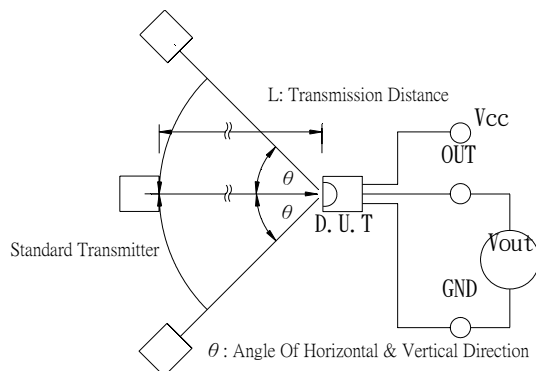 L: Transmission Distance
Vcc
OUT
θ
θ
D.U.T
Vout
Standard Transmitter
GND
θ : Angle Of Horizontal & Vertical Direction